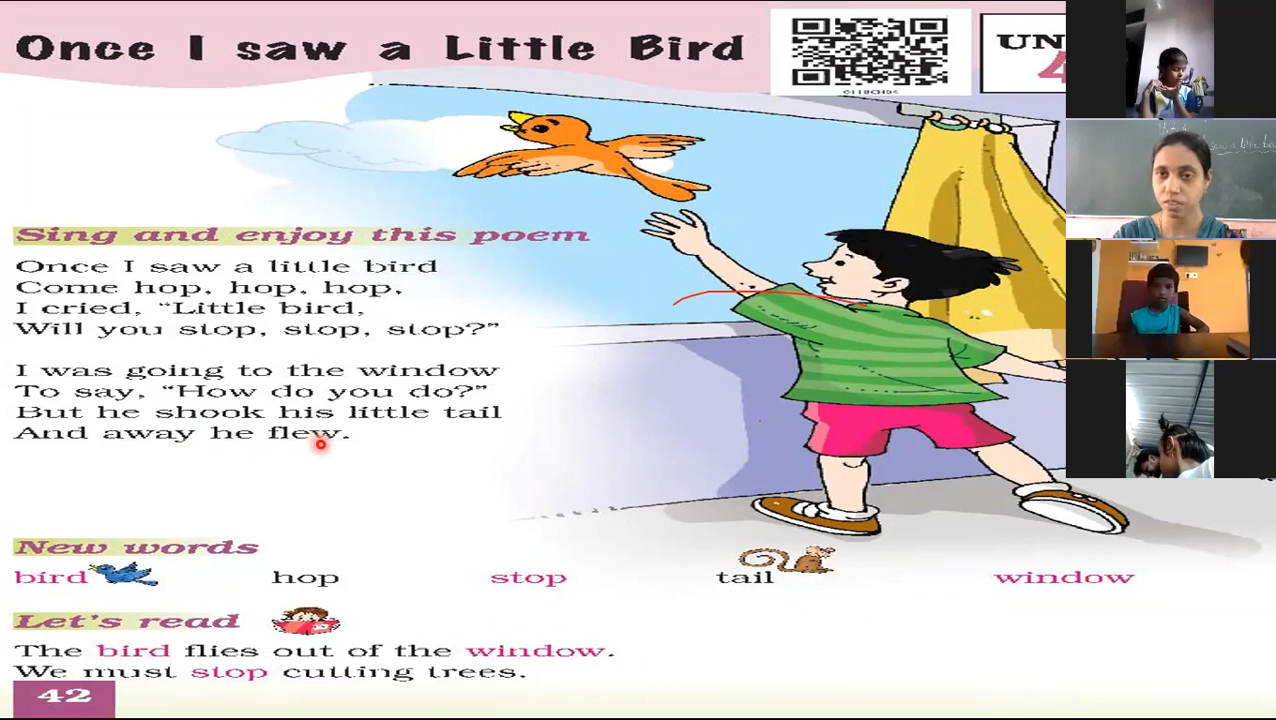 Once I saw a Little Bird
0118CH04
UN
4
Sing and enjoy this poem
Once I saw a little bird
Come hop, hop, hop,
I cried, “Little bird,
Will you stop, stop, stop?”
I was going to the window
To say, “How do you do?”
But he shook his little tail
And away he flew.
New words
bird hop stop tail window
Let’s read
The bird flies out of the window.
We must stop cutting trees.
42